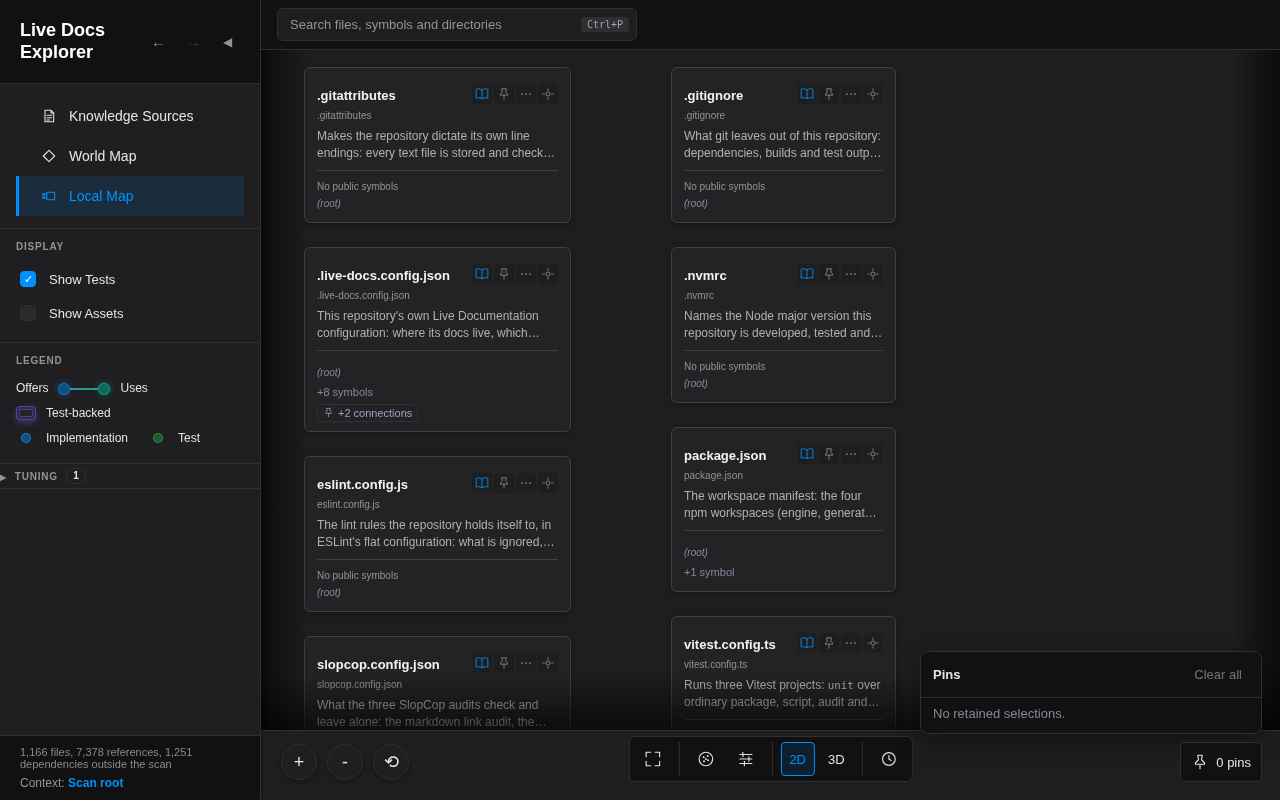 Live Docs
Explorer
Search files, symbols and directories
Ctrl+P
Knowledge Sources
World Map
Local Map
DISPLAY
Show Tests
Show Assets
LEGEND
Offers
Uses
Test-backed
Implementation
Test
TUNING
1
1,166 files, 7,378 references, 1,251
dependencies outside the scan
Context: Scan root
.gitattributes
.gitattributes
Makes the repository dictate its own line
endings: every text file is stored and check…
No public symbols
(root)
.live-docs.config.json
.live-docs.config.json
This repository's own Live Documentation
configuration: where its docs live, which…
(root)
+8 symbols
+2 connections
eslint.config.js
eslint.config.js
The lint rules the repository holds itself to, in
ESLint's flat configuration: what is ignored,…
No public symbols
(root)
slopcop.config.json
slopcop.config.json
What the three SlopCop audits check and
leave alone: the markdown link audit, the…
.gitignore
.gitignore
What git leaves out of this repository:
dependencies, builds and test outp…
No public symbols
(root)
.nvmrc
.nvmrc
Names the Node major version this
repository is developed, tested and…
No public symbols
(root)
package.json
package.json
The workspace manifest: the four
npm workspaces (engine, generat…
(root)
+1 symbol
vitest.config.ts
vitest.config.ts
Runs three Vitest projects: unit over
ordinary package, script, audit and…
Pins
Clear all
No retained selections.
+
-
2D
3D
0 pins